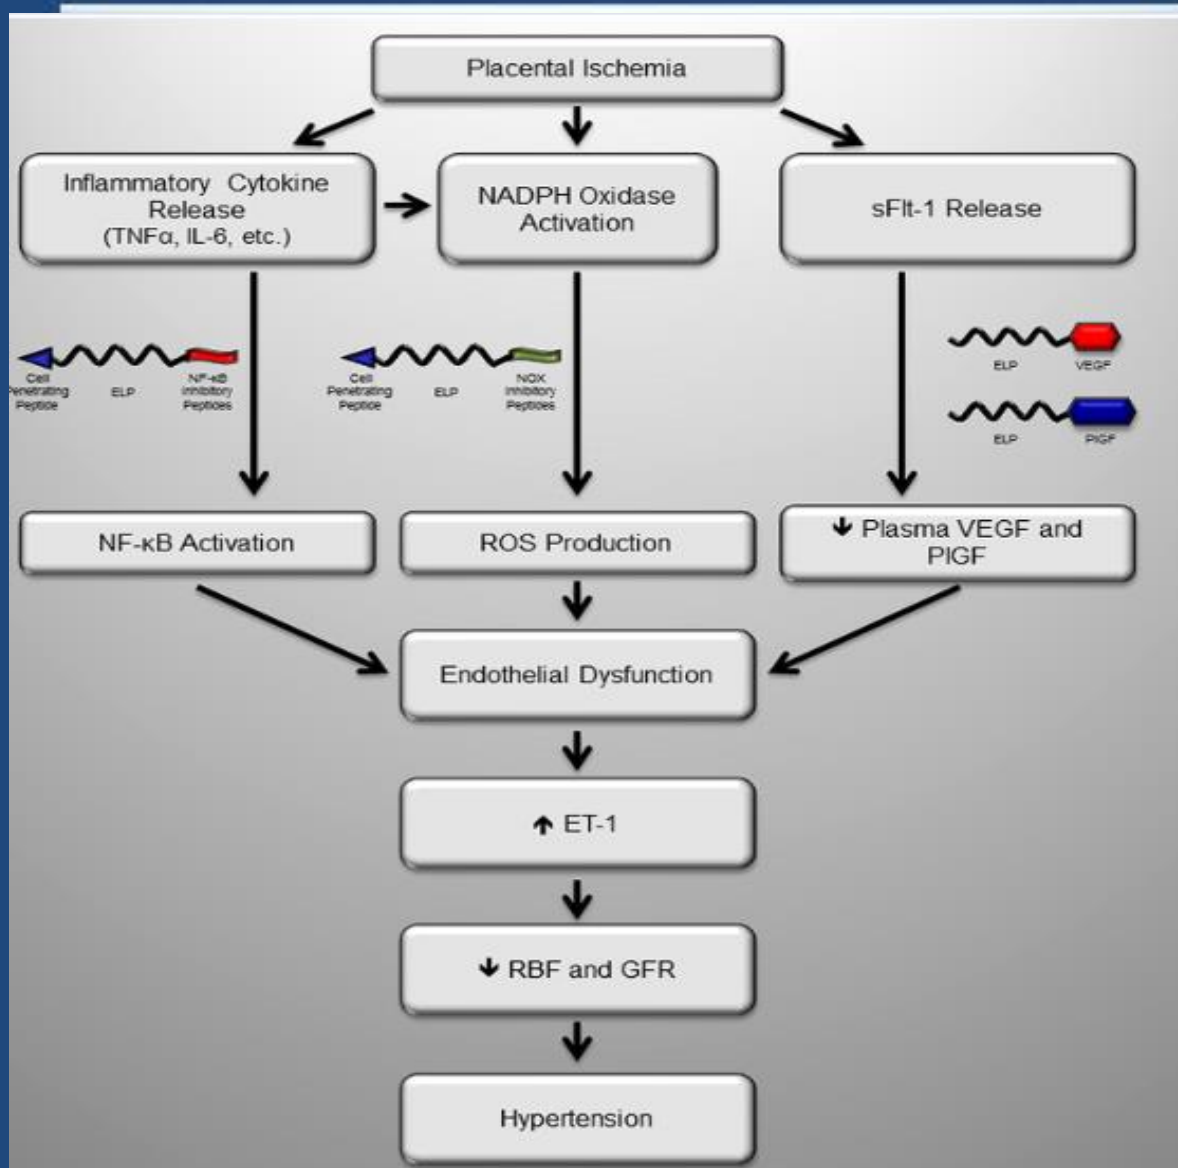 Placental Ischemia
Inflammatory Cytokine
Release
(TNFα, IL-6, etc.)
NADPH Oxidase
Activation
sFlt-1 Release
Cell
Penetrating
Peptide
ELP
NF-κB
Inhibitory
Peptides
Cell
Penetrating
Peptide
ELP
NOX
Inhibitory
Peptides
ELP
VEGF
ELP
PlGF
NF-κB Activation
ROS Production
↓ Plasma VEGF and
PlGF
Endothelial Dysfunction
↑ ET-1
↓ RBF and GFR
Hypertension